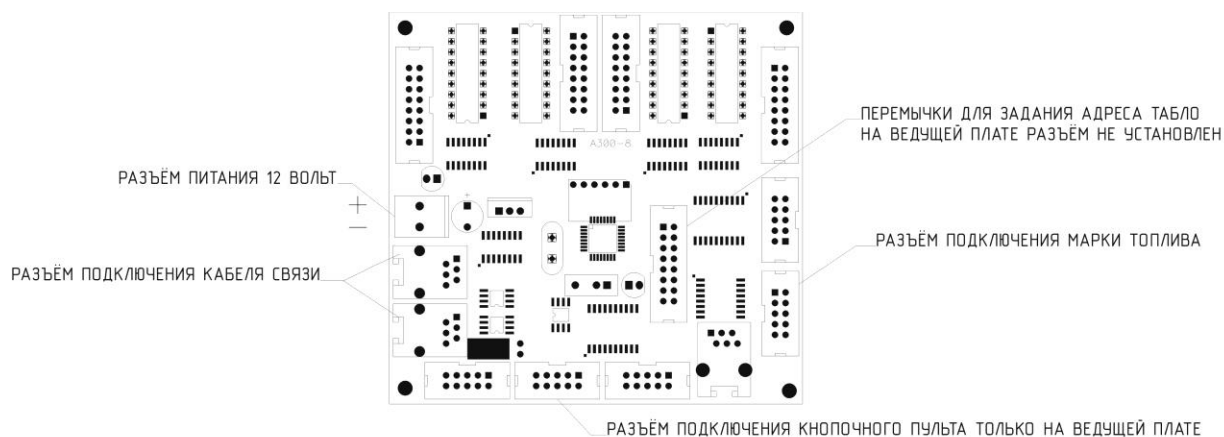 ПЕРЕМЫЧКИ ДЛЯ ЗАДАНИЯ АДРЕСА ТАБЛО
НА ВЕДУЩЕЙ ПЛАТЕ РАЗЪЁМ НЕ УСТАНОВЛЕН
A300-8
РАЗЪЁМ ПИТАНИЯ 12 ВОЛЬТ
+
—
РАЗЪЁМ ПОДКЛЮЧЕНИЯ МАРКИ ТОПЛИВА
РАЗЪЁМ ПОДКЛЮЧЕНИЯ КАБЕЛЯ СВЯЗИ
РАЗЪЁМ ПОДКЛЮЧЕНИЯ КНОПОЧНОГО ПУЛЬТА ТОЛЬКО НА ВЕДУЩЕЙ ПЛАТЕ